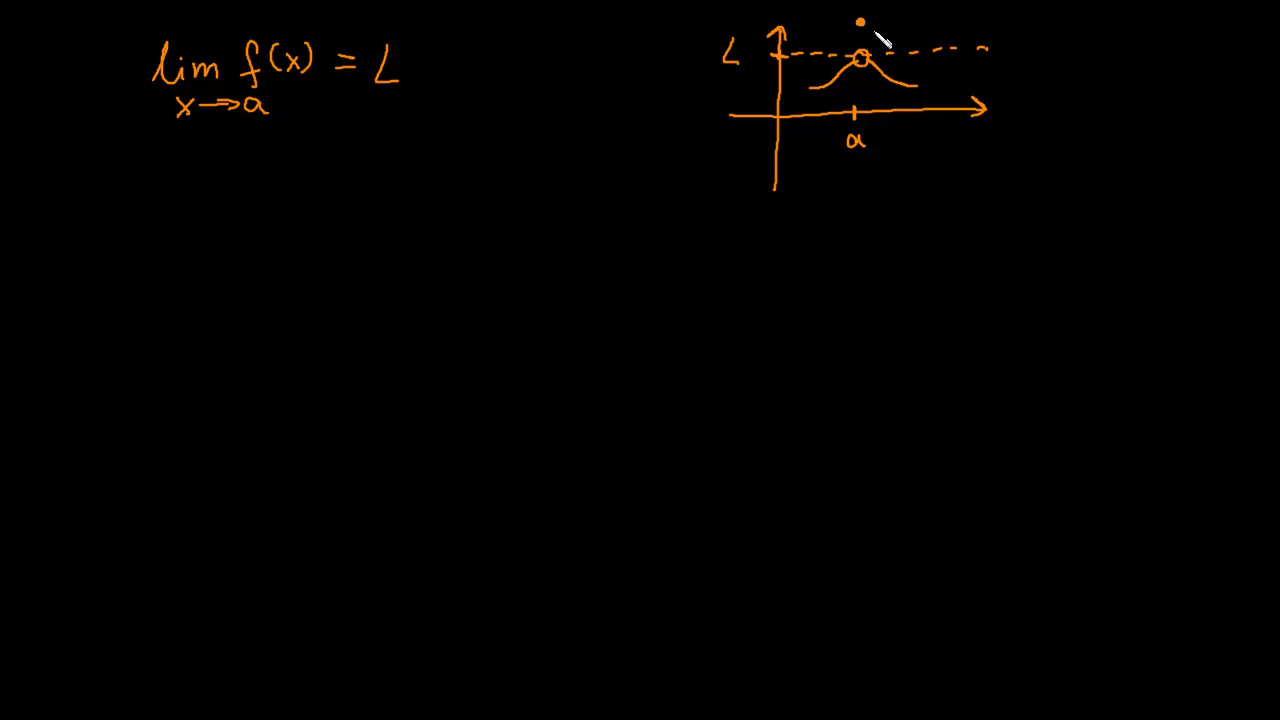 lim f(x) = L
x→a
L
a